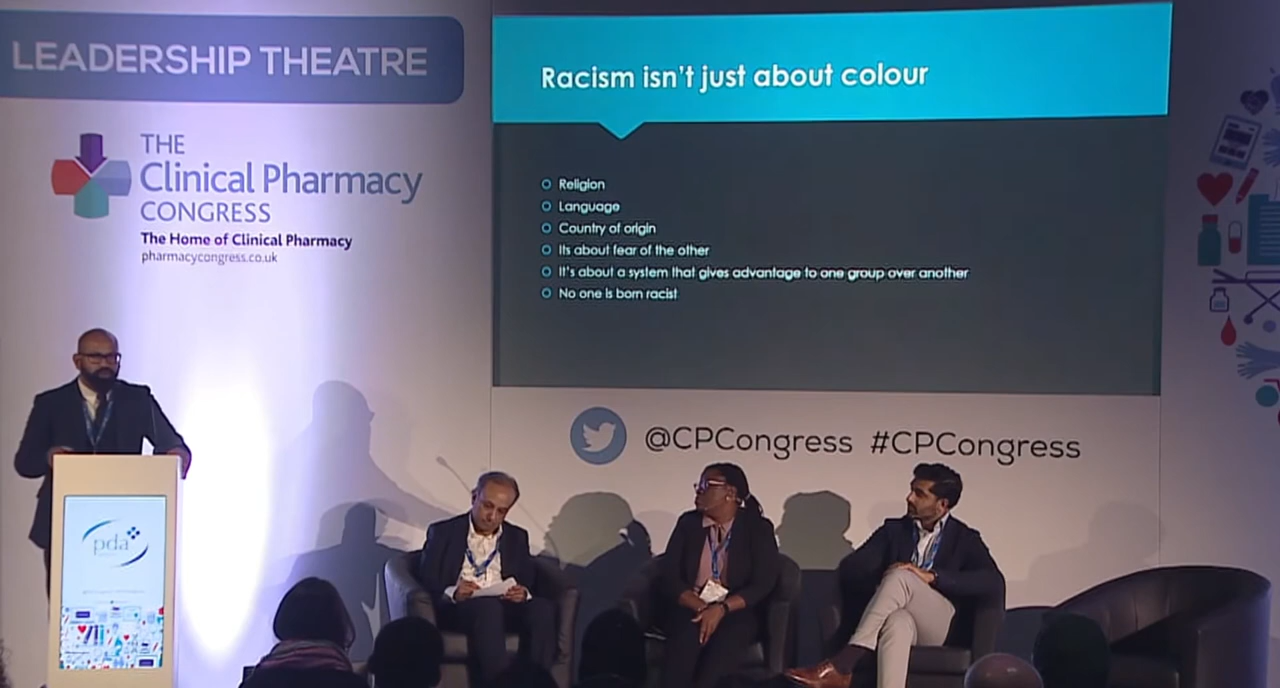 LEADERSHIP THEATRE
THE
Clinical Pharmacy
CONGRESS
The Home of Clinical Pharmacy
pharmacycongress.co.uk
Racism isn't just about colour
Religion
Language
Country of origin
Its about fear of the other
It's about a system that gives advantage to one group over another
No one is born racist
@CPCongress #CPCongress
pda